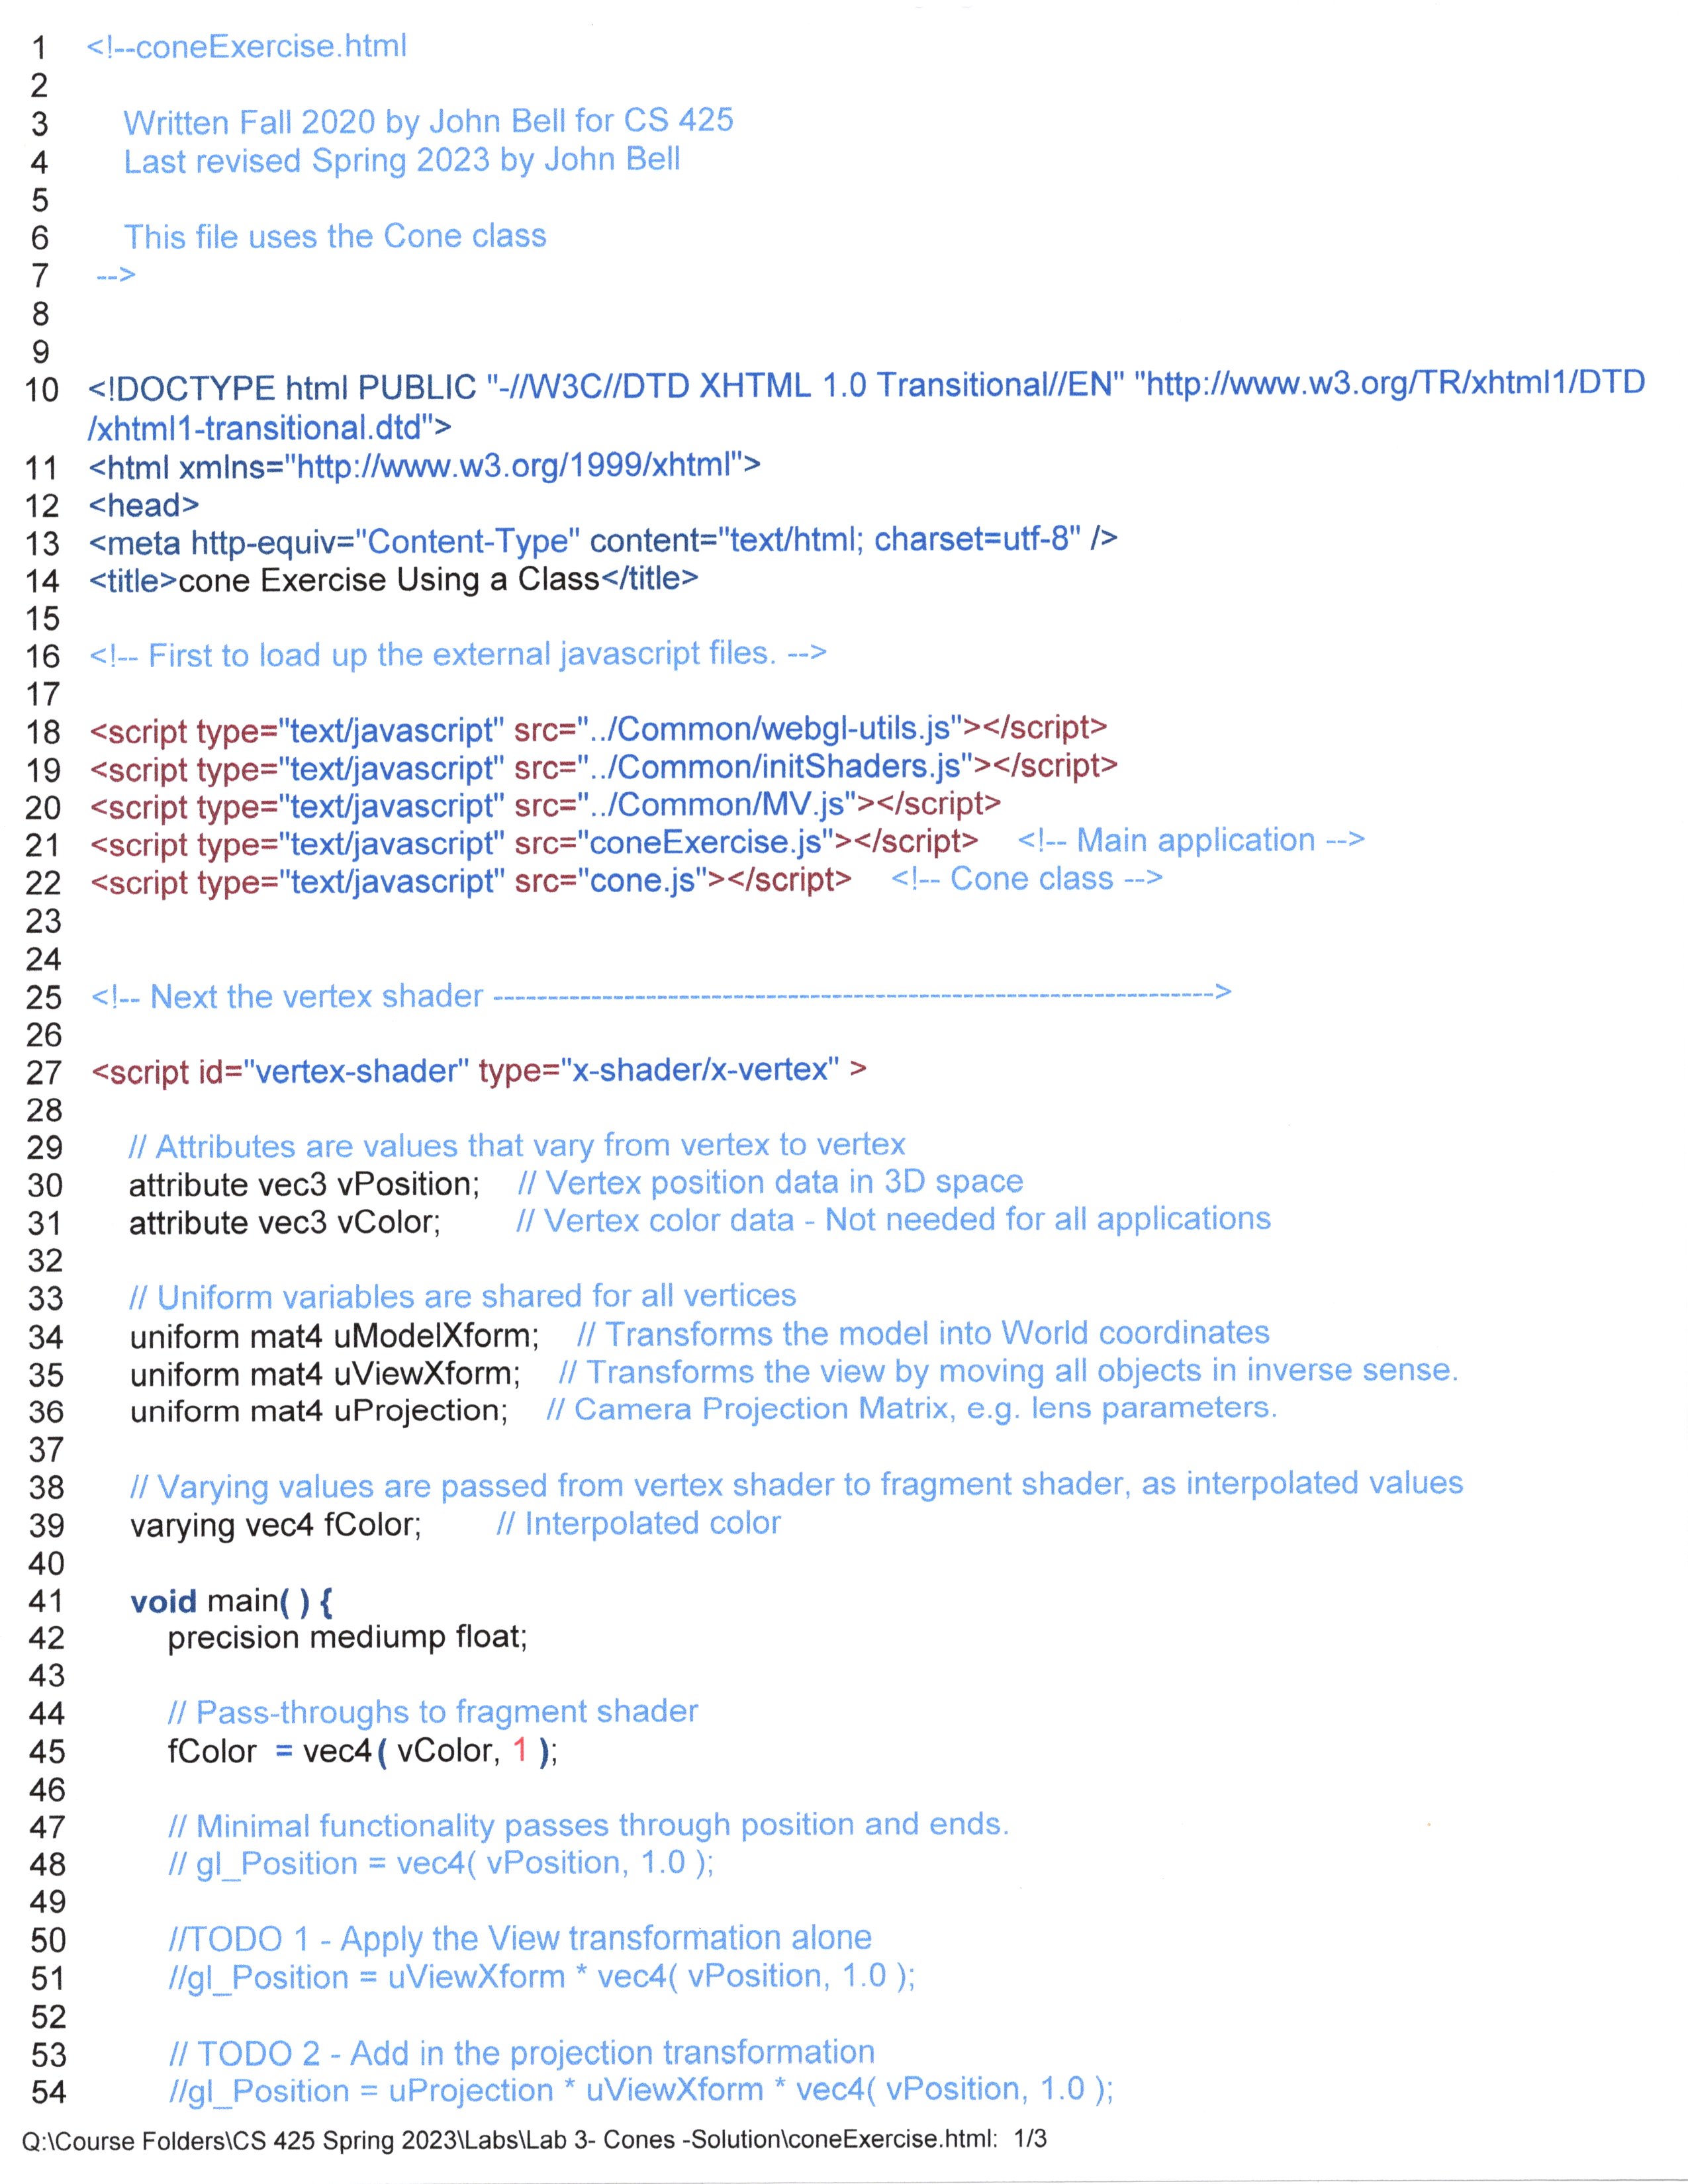 1 <!--coneExercise.html
2
3 Written Fall 2020 by John Bell for CS 425
4 Last revised Spring 2023 by John Bell
5
6 This file uses the Cone class
7 -->
8
9
10 <!DOCTYPE html PUBLIC "-//W3C//DTD XHTML 1.0 Transitional//EN" "http://www.w3.org/TR/xhtml1/DTD
/xhtml1-transitional.dtd">
11 <html xmlns="http://www.w3.org/1999/xhtml">
12 <head>
13 <meta http-equiv="Content-Type" content="text/html; charset=utf-8" />
14 <title>cone Exercise Using a Class</title>
15
16 <!-- First to load up the external javascript files. -->
17
18 <script type="text/javascript" src="../Common/webgl-utils.js"></script>
19 <script type="text/javascript" src="../Common/initShaders.js"></script>
20 <script type="text/javascript" src="../Common/MV.js"></script>
21 <script type="text/javascript" src="coneExercise.js"></script> <!-- Main application -->
22 <script type="text/javascript" src="cone.js"></script> <!-- Cone class -->
23
24
25 <!-- Next the vertex shader ------------------------------------------------------------------>
26
27 <script id="vertex-shader" type="x-shader/x-vertex" >
28
29 // Attributes are values that vary from vertex to vertex
30 attribute vec3 vPosition; // Vertex position data in 3D space
31 attribute vec3 vColor; // Vertex color data - Not needed for all applications
32
33 // Uniform variables are shared for all vertices
34 uniform mat4 uModelXform; // Transforms the model into World coordinates
35 uniform mat4 uViewXform; // Transforms the view by moving all objects in inverse sense.
36 uniform mat4 uProjection; // Camera Projection Matrix, e.g. lens parameters.
37
38 // Varying values are passed from vertex shader to fragment shader, as interpolated values
39 varying vec4 fColor; // Interpolated color
40
41 void main( ) {
42 precision mediump float;
43
44 // Pass-throughs to fragment shader
45 fColor = vec4( vColor, 1 );
46
47 // Minimal functionality passes through position and ends.
48 // gl_Position = vec4( vPosition, 1.0 );
49
50 //TODO 1 - Apply the View transformation alone
51 //gl_Position = uViewXform * vec4( vPosition, 1.0 );
52
53 // TODO 2 - Add in the projection transformation
54 //gl_Position = uProjection * uViewXform * vec4( vPosition, 1.0 );
Q:\Course Folders\CS 425 Spring 2023\Labs\Lab 3- Cones -Solution\coneExercise.html: 1/3